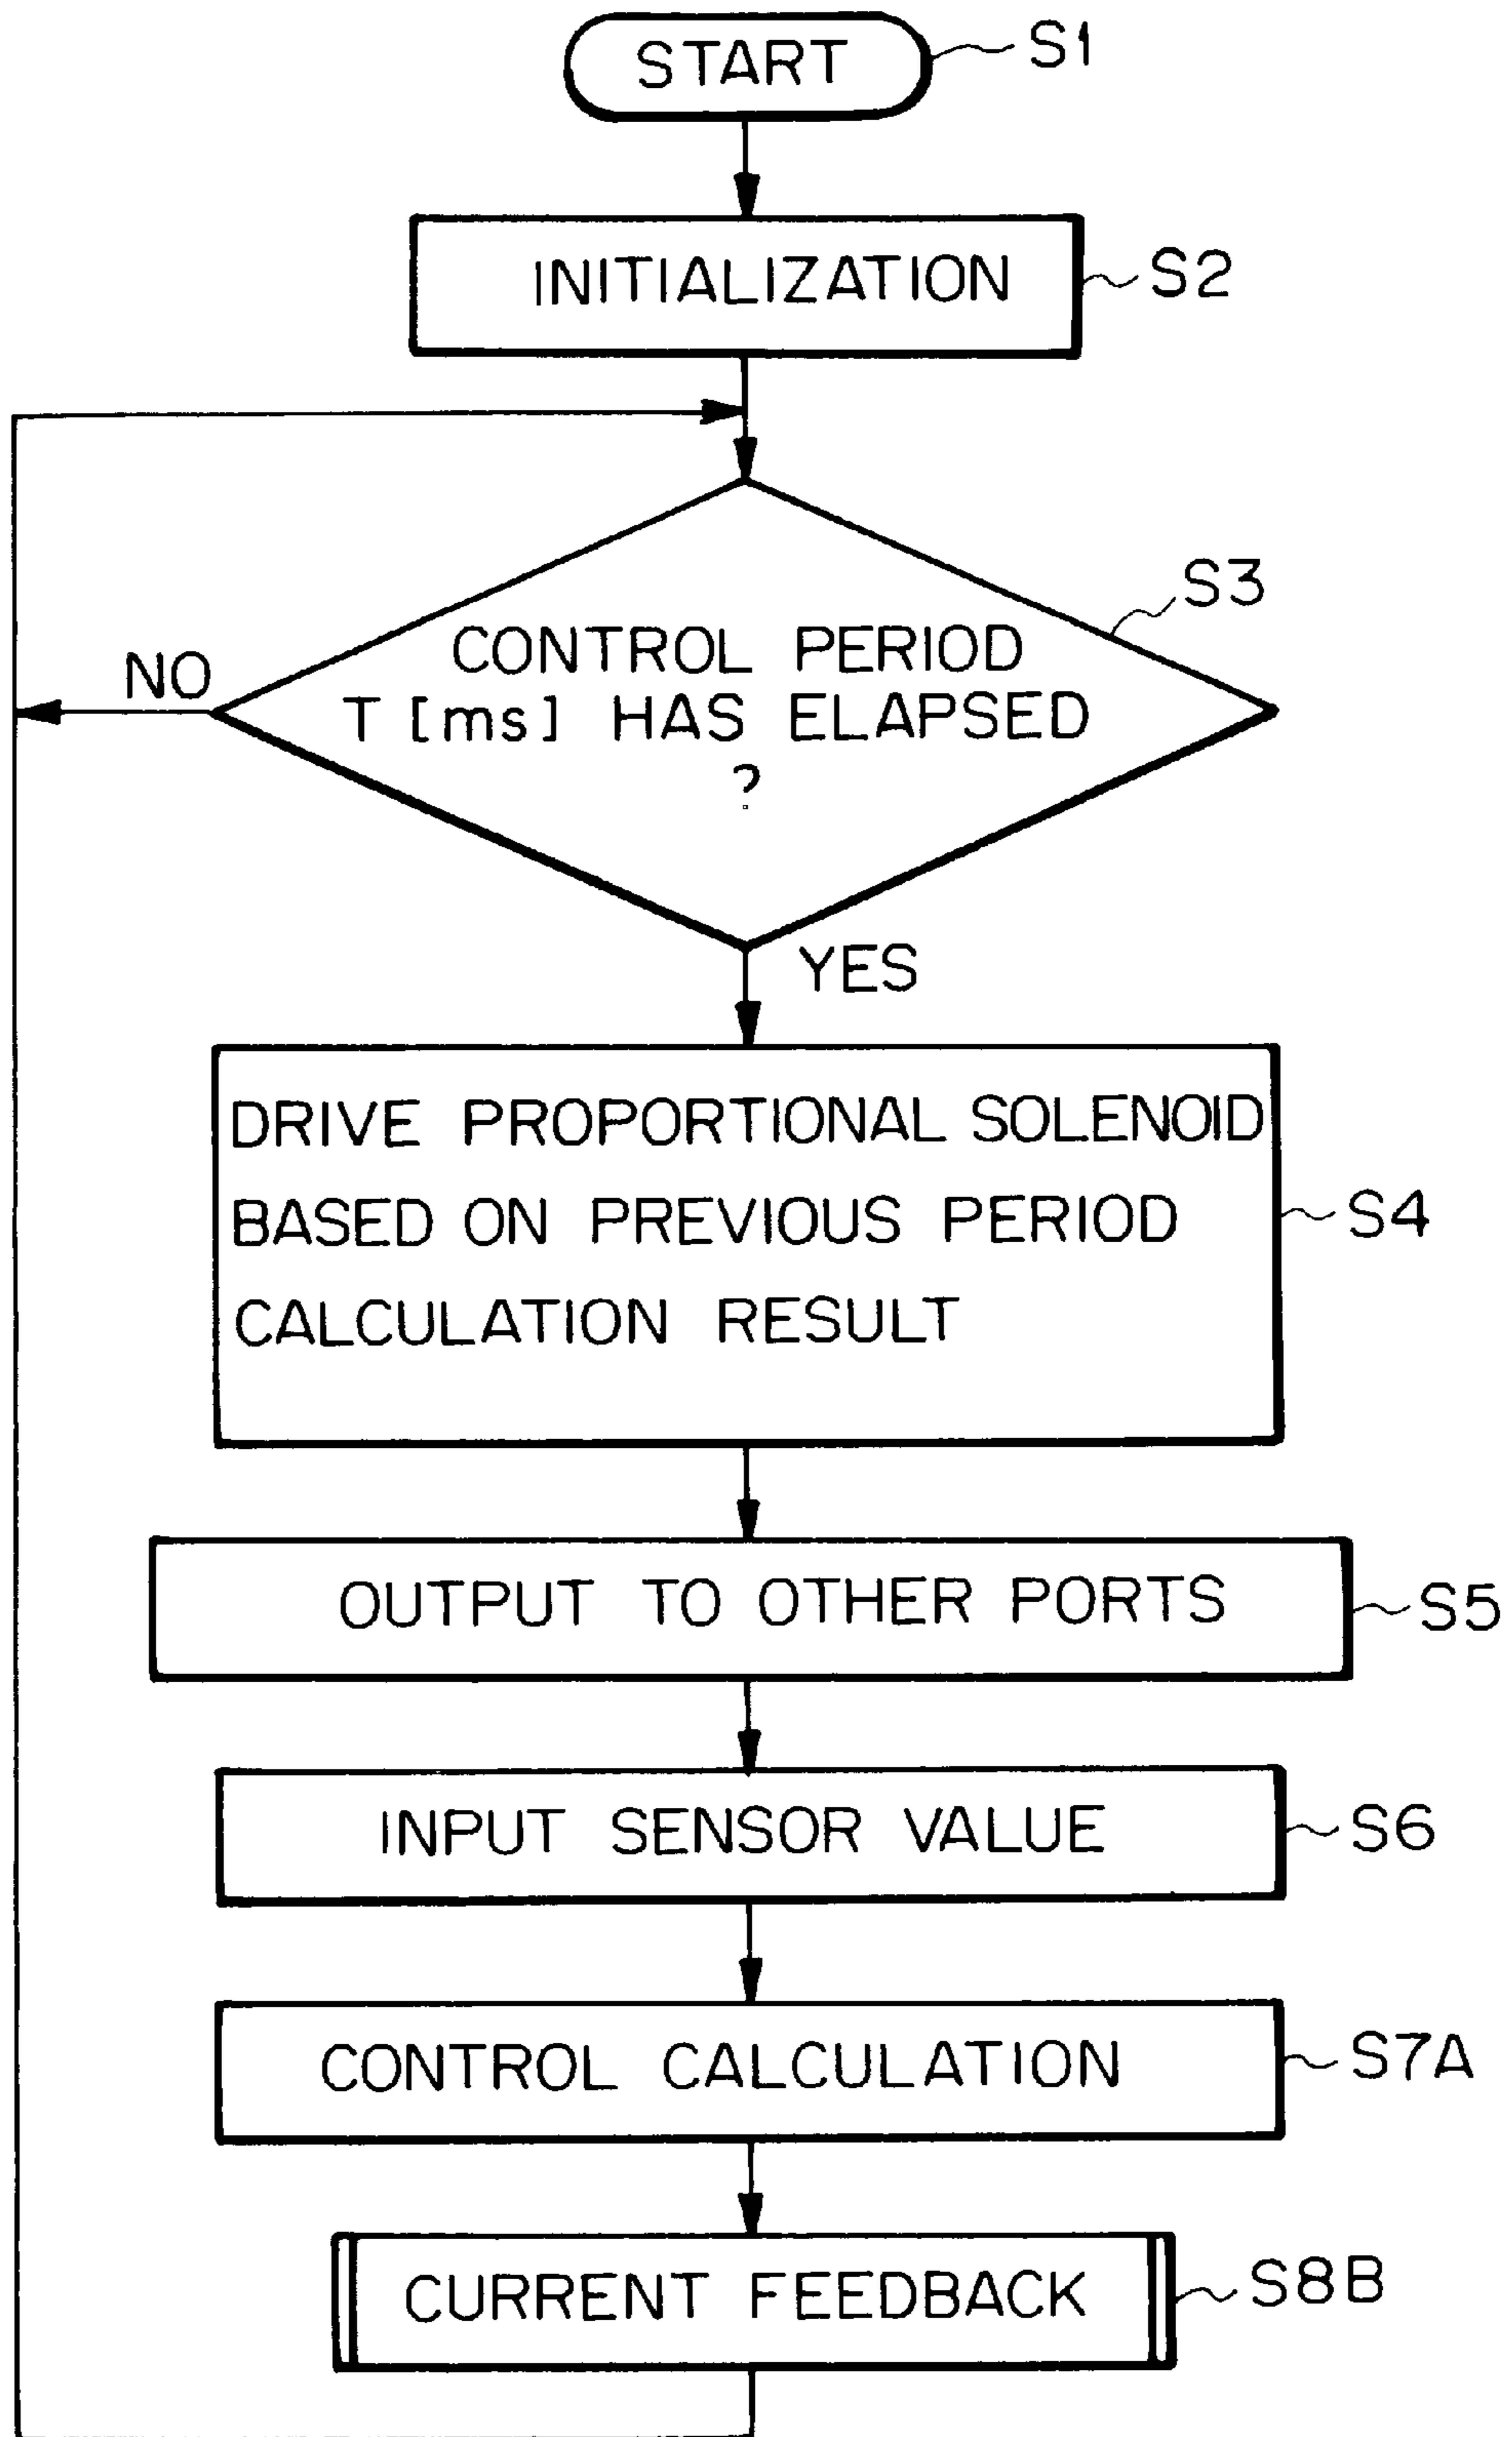 START S1
INITIALIZATION S2
S3
CONTROL PERIOD
NO
T [ms] HAS ELAPSED
?
YES
DRIVE PROPORTIONAL SOLENOID
BASED ON PREVIOUS PERIOD S4
CALCULATION RESULT
OUTPUT TO OTHER PORTS S5
INPUT SENSOR VALUE S6
CONTROL CALCULATION S7A
CURRENT FEEDBACK S8B